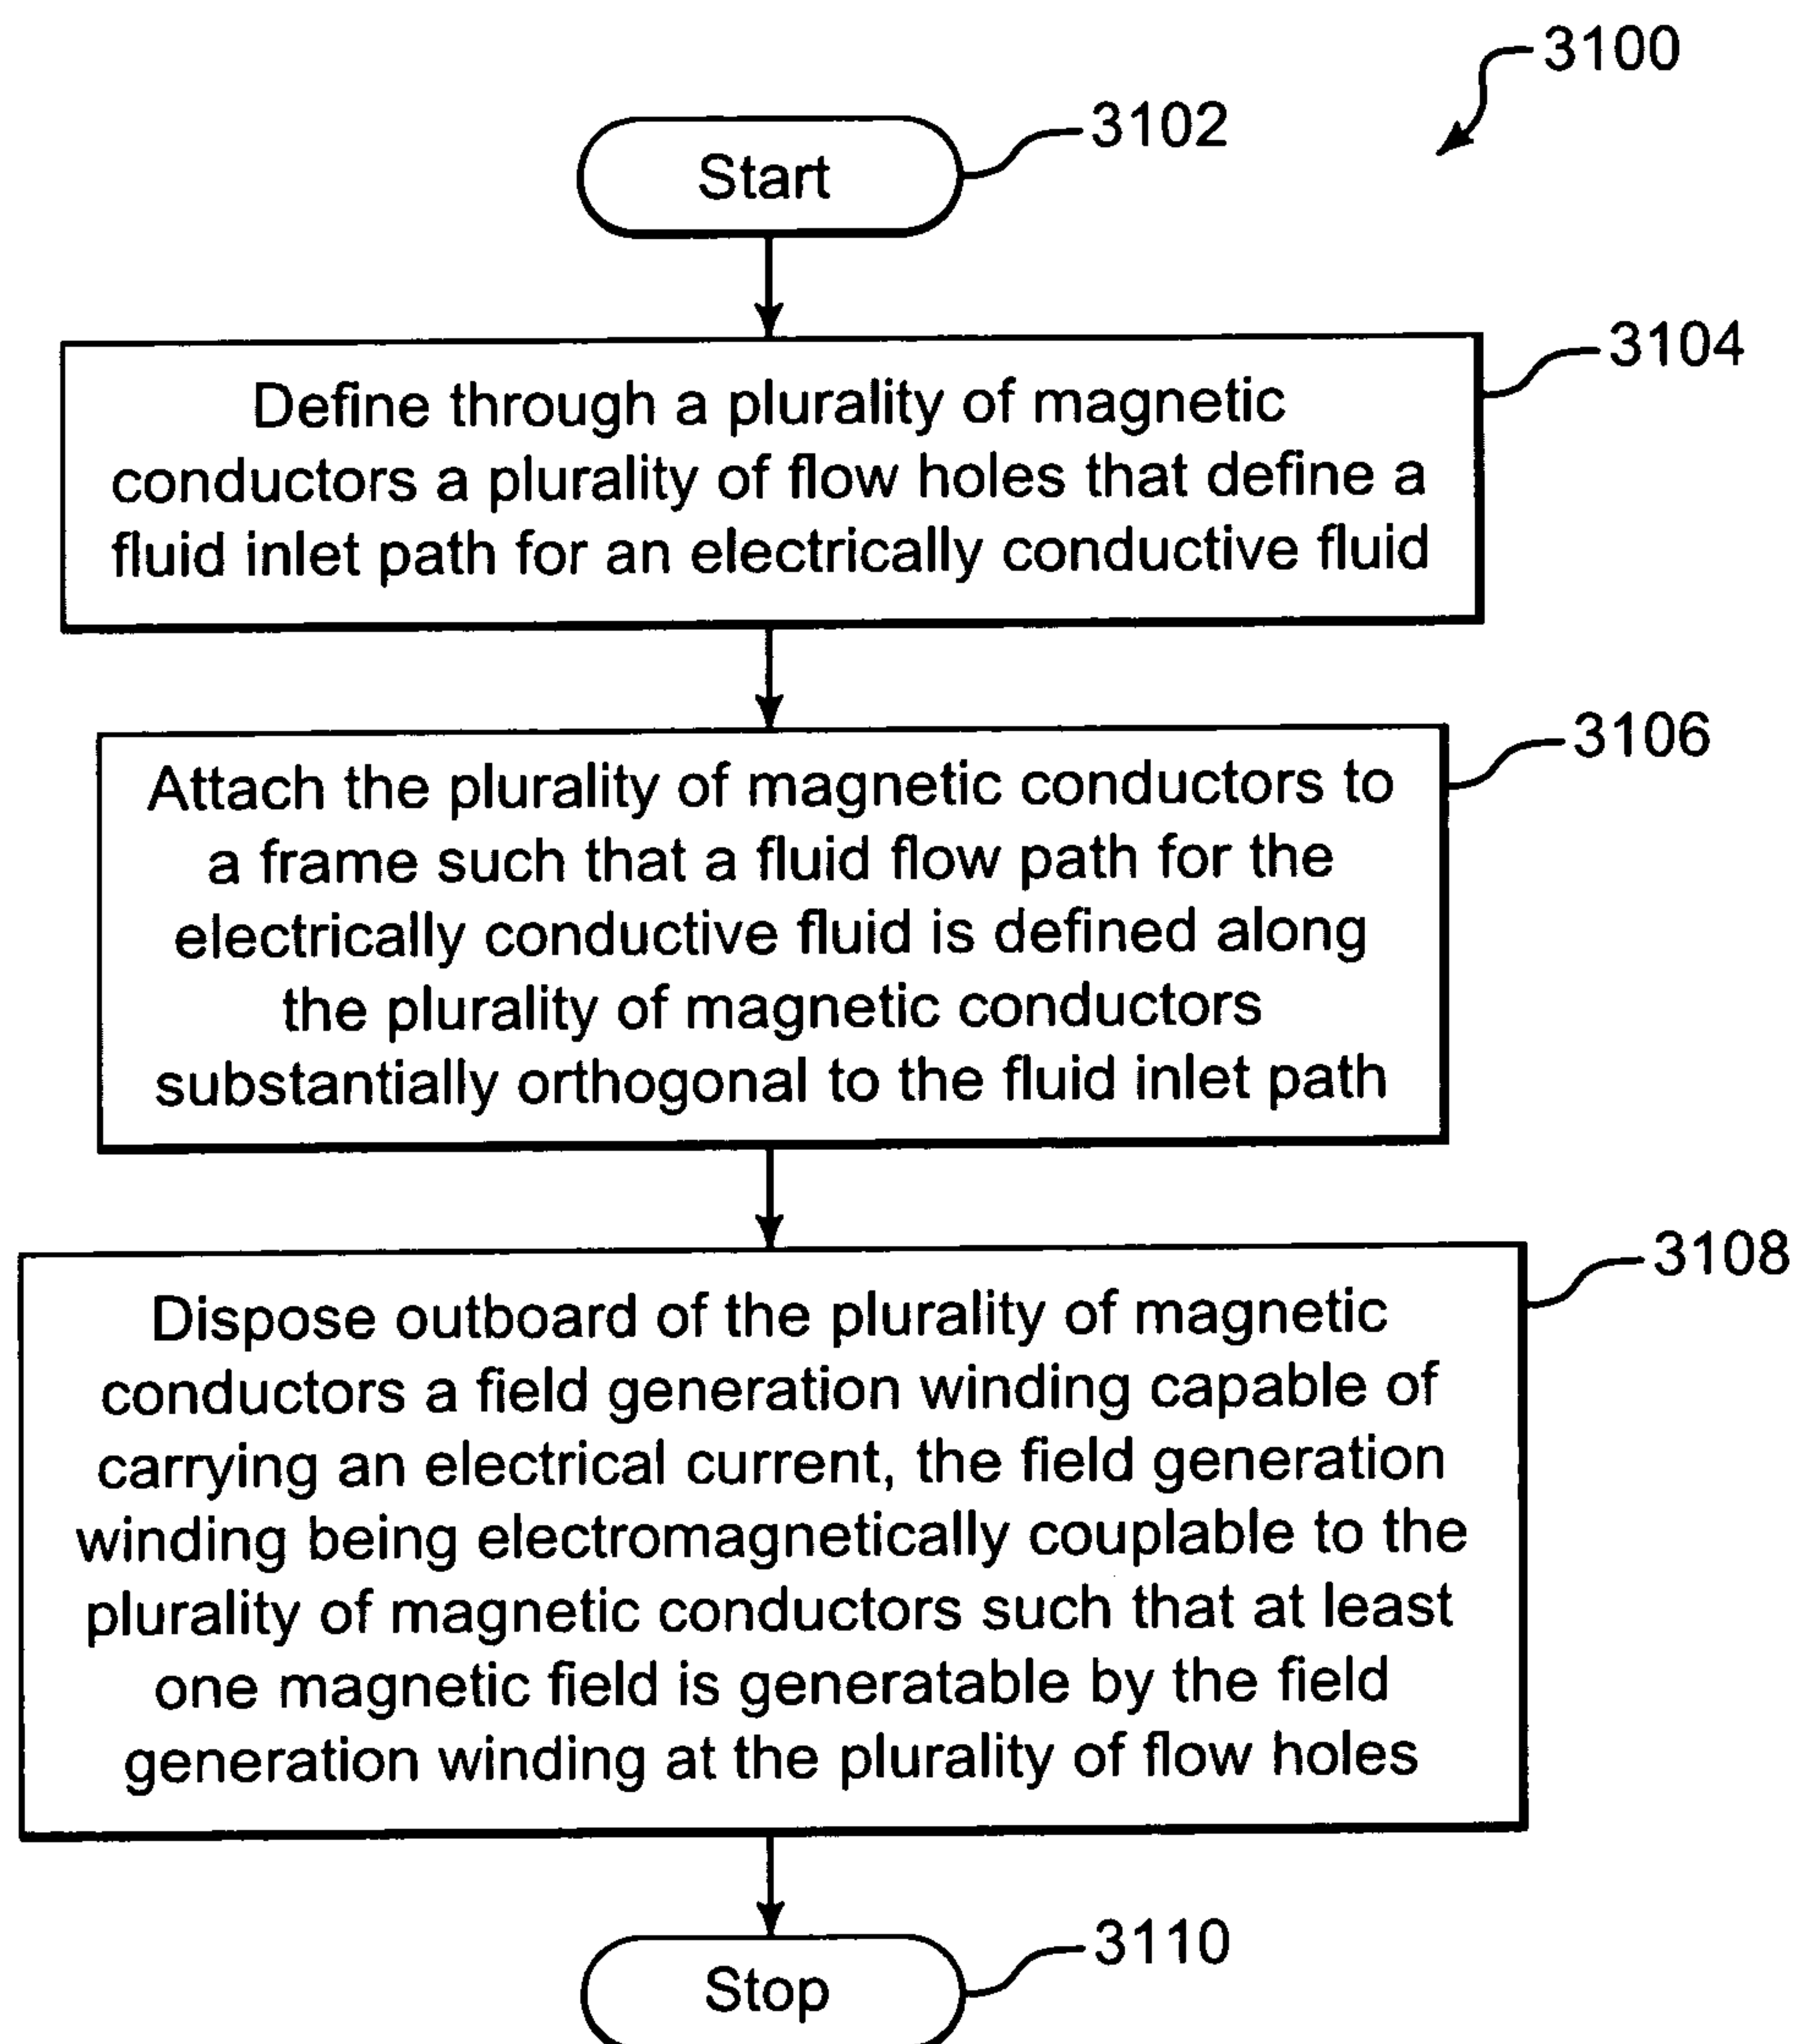 3100
3102
Start
3104
Define through a plurality of magnetic
conductors a plurality of flow holes that define a
fluid inlet path for an electrically conductive fluid
3106
Attach the plurality of magnetic conductors to
a frame such that a fluid flow path for the
electrically conductive fluid is defined along
the plurality of magnetic conductors
substantially orthogonal to the fluid inlet path
3108
Dispose outboard of the plurality of magnetic
conductors a field generation winding capable of
carrying an electrical current, the field generation
winding being electromagnetically couplable to the
plurality of magnetic conductors such that at least
one magnetic field is generatable by the field
generation winding at the plurality of flow holes
3110
Stop